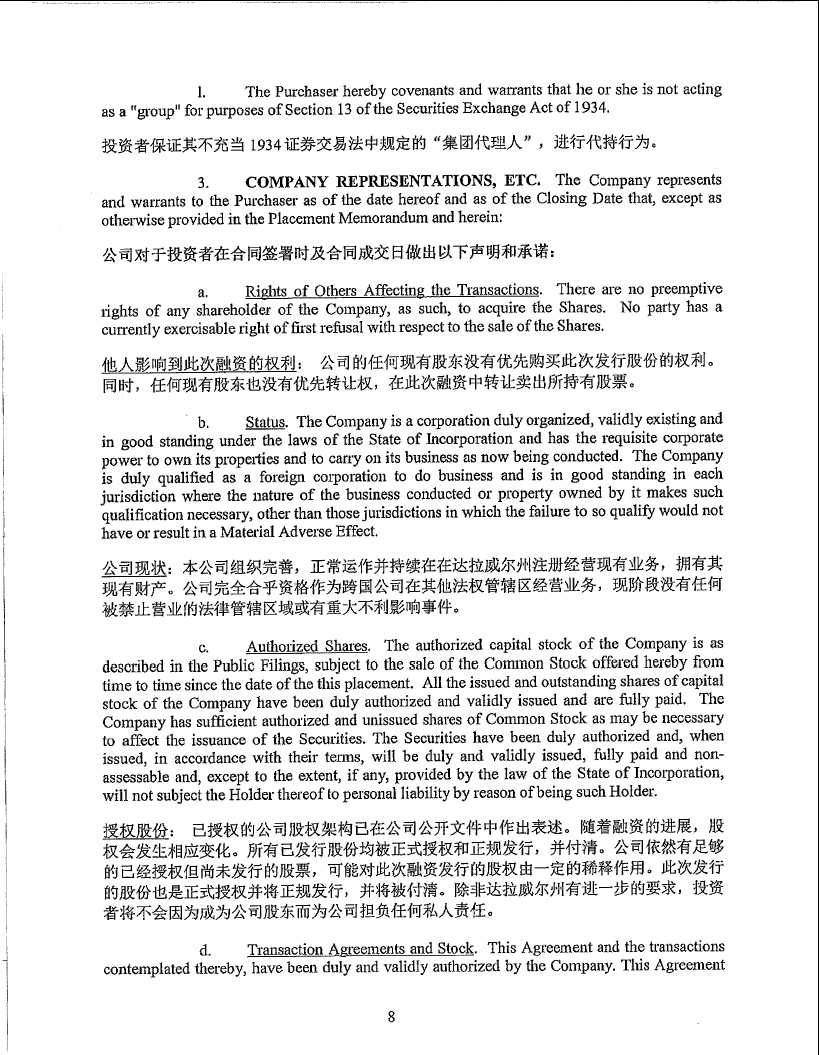 l. The Purchaser hereby covenants and warrants that he or she is not acting
as a "group" for purposes of Section 13 of the Securities Exchange Act of 1934.
投资者保证其不充当 1934 证券交易法中规定的“集团代理人”，进行代持行为。
3. COMPANY REPRESENTATIONS, ETC. The Company represents
and warrants to the Purchaser as of the date hereof and as of the Closing Date that, except as
otherwise provided in the Placement Memorandum and herein:
公司对于投资者在合同签署时及合同成交日做出以下声明和承诺：
a. Rights of Others Affecting the Transactions. There are no preemptive
rights of any shareholder of the Company, as such, to acquire the Shares. No party has a
currently exercisable right of first refusal with respect to the sale of the Shares.
他人影响到此次融资的权利： 公司的任何现有股东没有优先购买此次发行股份的权利。
同时，任何现有股东也没有优先转让权，在此次融资中转让卖出所持有股票。
b. Status. The Company is a corporation duly organized, validly existing and
in good standing under the laws of the State of Incorporation and has the requisite corporate
power to own its properties and to carry on its business as now being conducted. The Company
is duly qualified as a foreign corporation to do business and is in good standing in each
jurisdiction where the nature of the business conducted or property owned by it makes such
qualification necessary, other than those jurisdictions in which the failure to so qualify would not
have or result in a Material Adverse Effect.
公司现状：本公司组织完善，正常运作并持续在在达拉威尔州注册经营现有业务，拥有其
现有财产。公司完全合乎资格作为跨国公司在其他法权管辖区经营业务，现阶段没有任何
被禁止营业的法律管辖区域或有重大不利影响事件。
c. Authorized Shares. The authorized capital stock of the Company is as
described in the Public Filings, subject to the sale of the Common Stock offered hereby from
time to time since the date of the this placement. All the issued and outstanding shares of capital
stock of the Company have been duly authorized and validly issued and are fully paid. The
Company has sufficient authorized and unissued shares of Common Stock as may be necessary
to affect the issuance of the Securities. The Securities have been duly authorized and, when
issued, in accordance with their terms, will be duly and validly issued, fully paid and non-
assessable and, except to the extent, if any, provided by the law of the State of Incorporation,
will not subject the Holder thereof to personal liability by reason of being such Holder.
授权股份： 已授权的公司股权架构已在公司公开文件中作出表述。随着融资的进展，股
权会发生相应变化。所有已发行股份均被正式授权和正规发行，并付清。公司依然有足够
的已经授权但尚未发行的股票，可能对此次融资发行的股权由一定的稀释作用。此次发行
的股份也是正式授权并将正规发行，并将被付清。除非达拉威尔州有进一步的要求，投资
者将不会因为成为公司股东而为公司担负任何私人责任。
d. Transaction Agreements and Stock. This Agreement and the transactions
contemplated thereby, have been duly and validly authorized by the Company. This Agreement
8